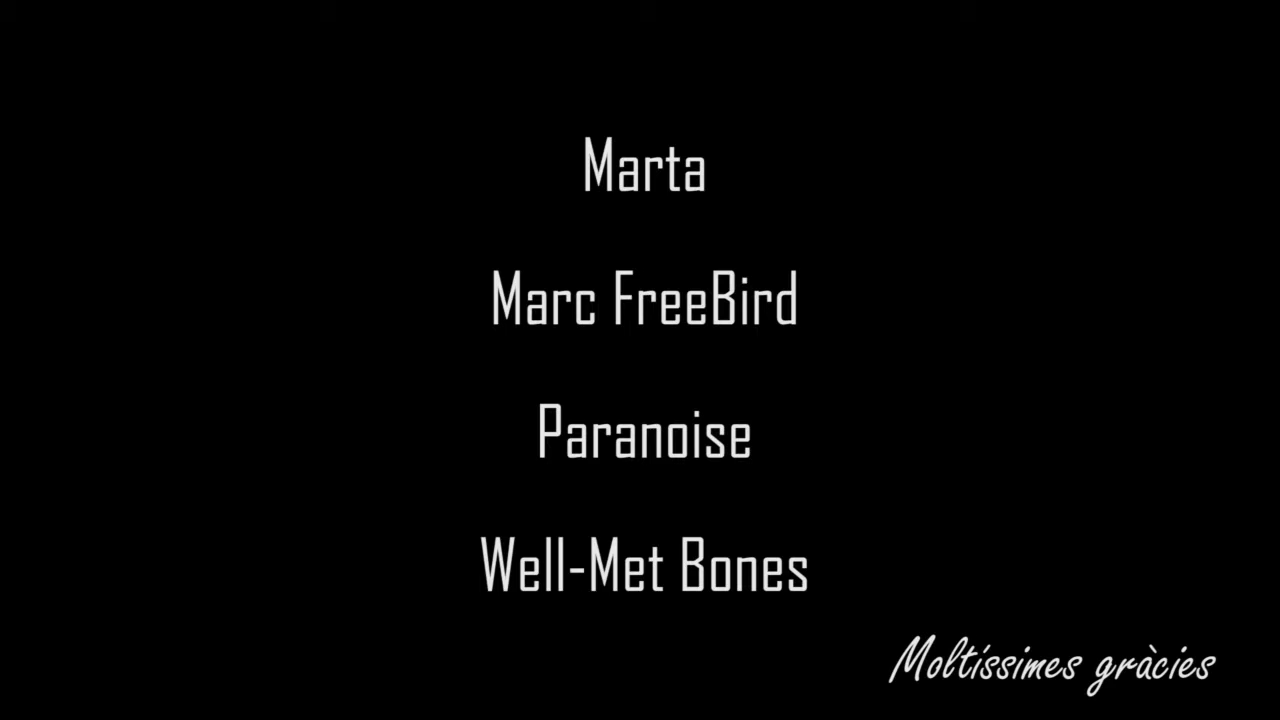 Marta
Marc FreeBird
Paranoise
Well-Met Bones
Moltíssimes gràcies